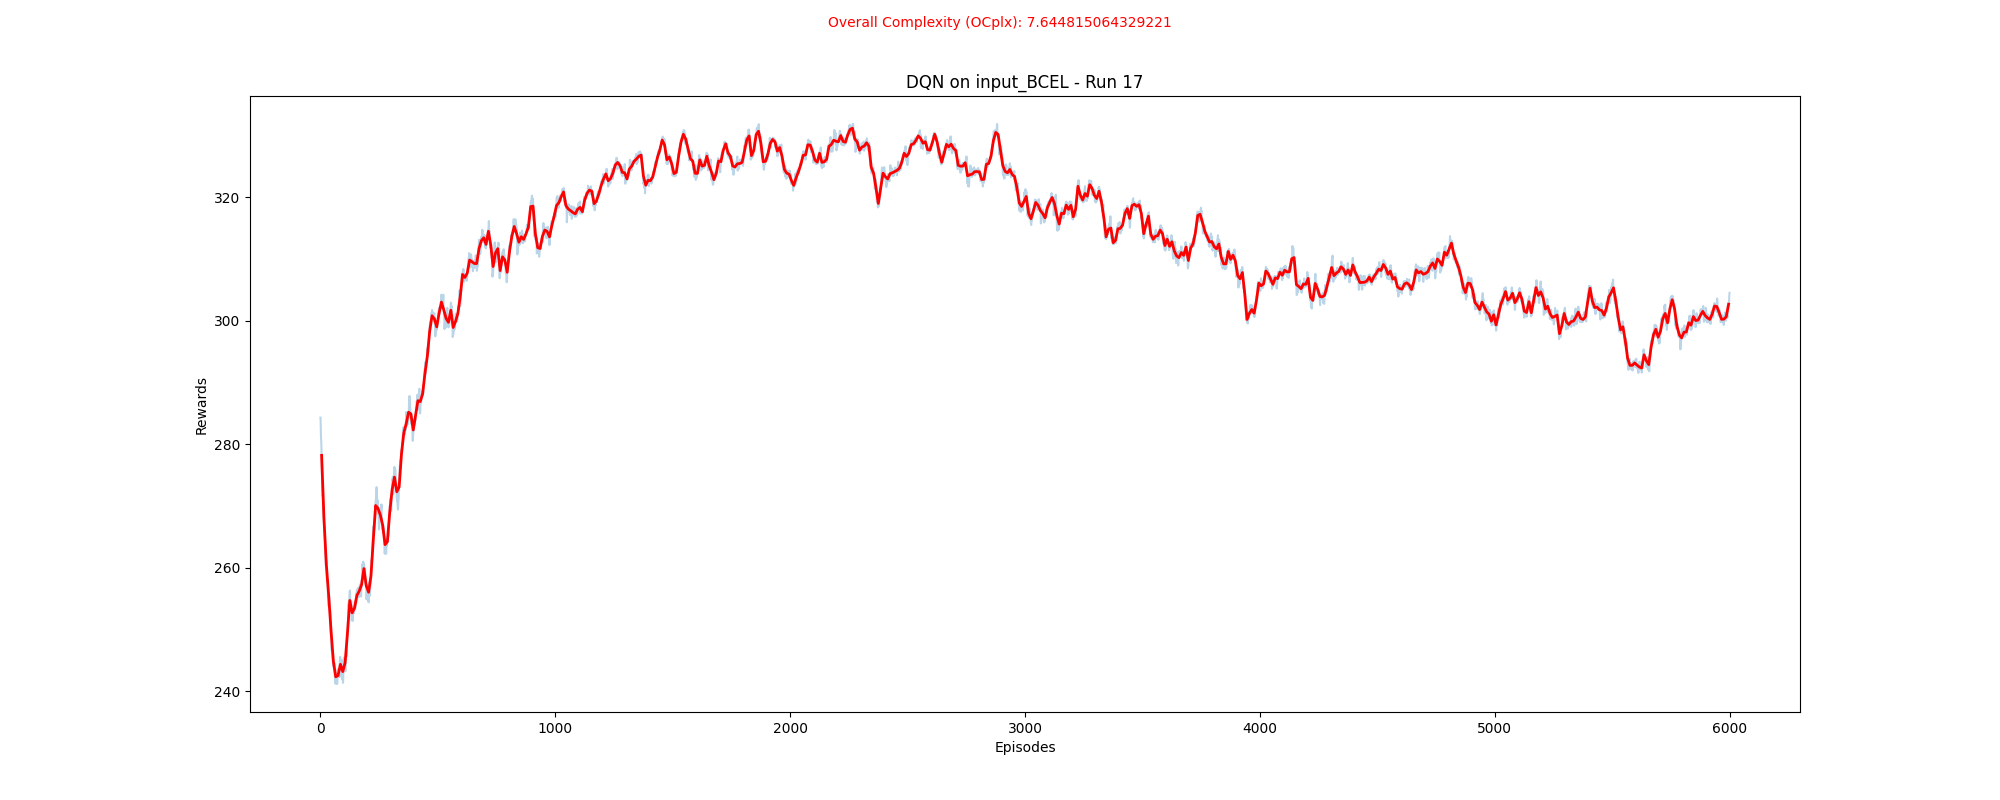 Overall Complexity (OCplx): 7.644815064329221
DQN on input_BCEL - Run 17
Rewards
320
300
280
260
240
0 1000 2000 3000 4000 5000 6000
Episodes